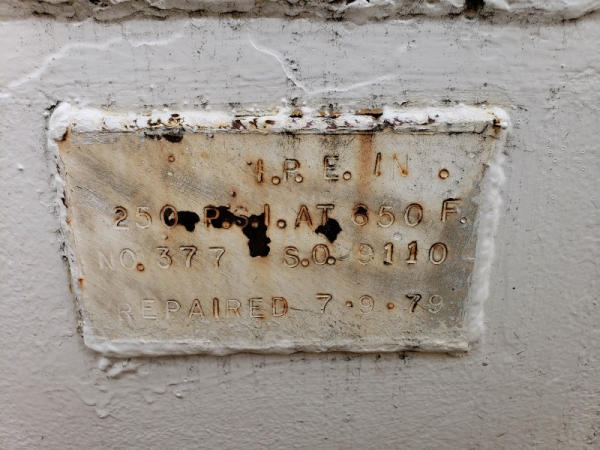 I.P.E. IN.
250 P.S.I. AT 650 F.
NO. 377 S.O. 9110
REPAIRED 7.9.79